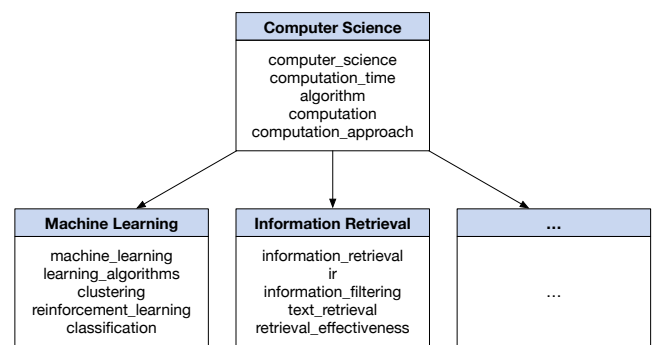 Computer Science
computer_science
computation_time
algorithm
computation
computation_approach
Machine Learning
machine_learning
learning_algorithms
clustering
reinforcement_learning
classification
Information Retrieval
information_retrieval
ir
information_filtering
text_retrieval
retrieval_effectiveness
...
...